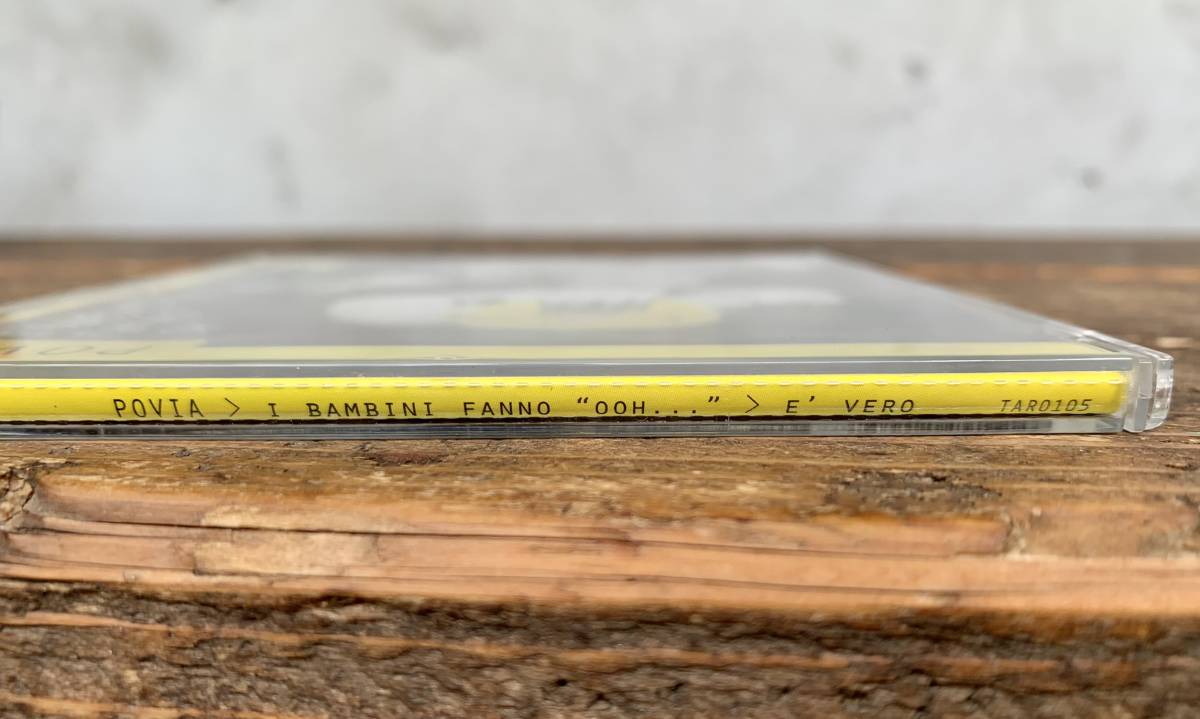 POVIA > I BAMBINI FANNO “OOH...” > E’ VERO TAR0105